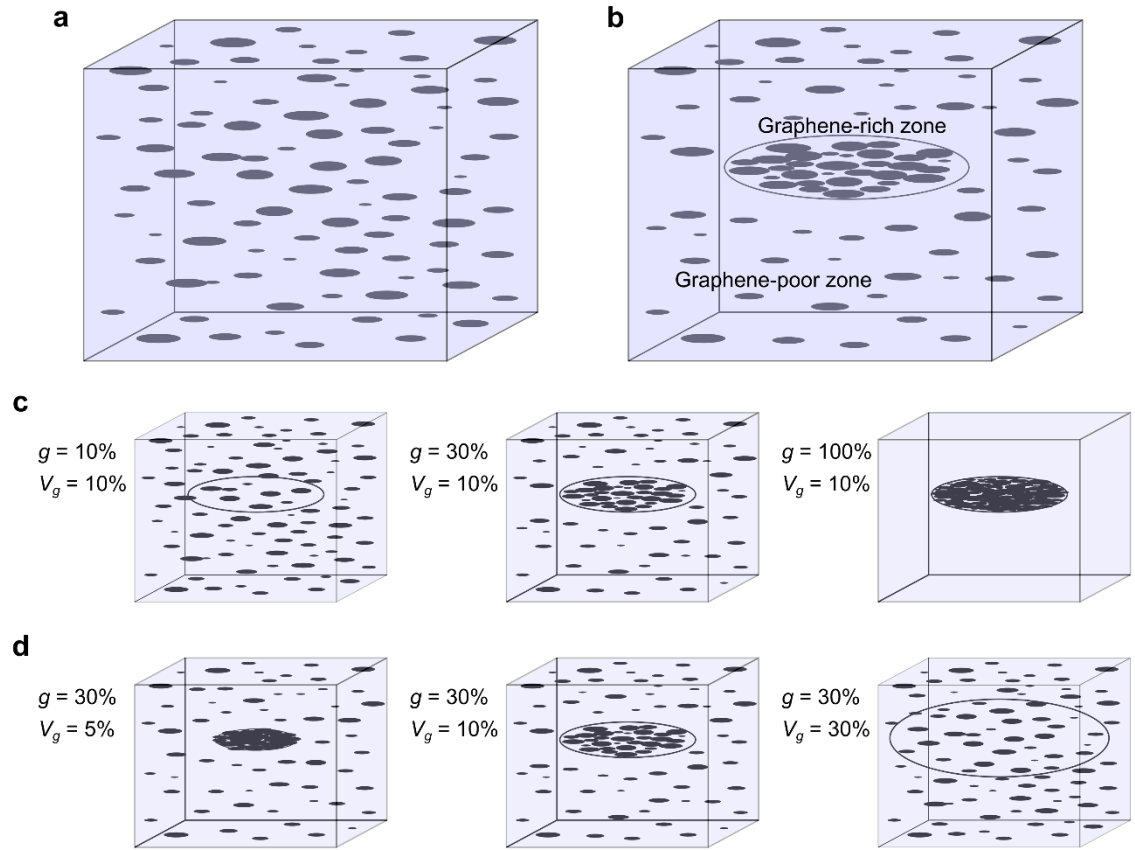 a
b
Graphene-rich zone
Graphene-poor zone
c
g = 10%
V_g = 10%
g = 30%
V_g = 10%
g = 100%
V_g = 10%
d
g = 30%
V_g = 5%
g = 30%
V_g = 10%
g = 30%
V_g = 30%